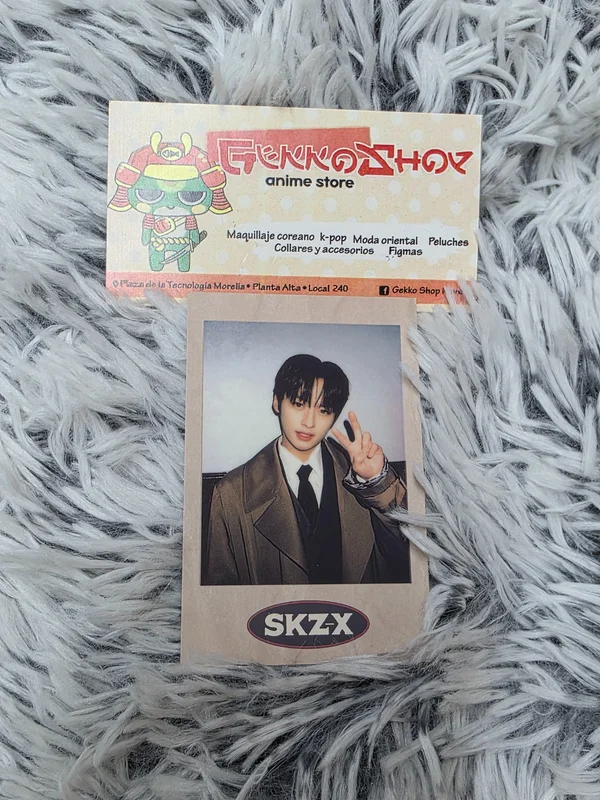 GEKKOSHOP
anime store
Maquillaje coreano k-pop Moda oriental Peluches
Collares y accesorios Figmas
Plaza de la Tecnología Morelia • Planta Alta • Local 240
Gekko Shop
SKZ-X